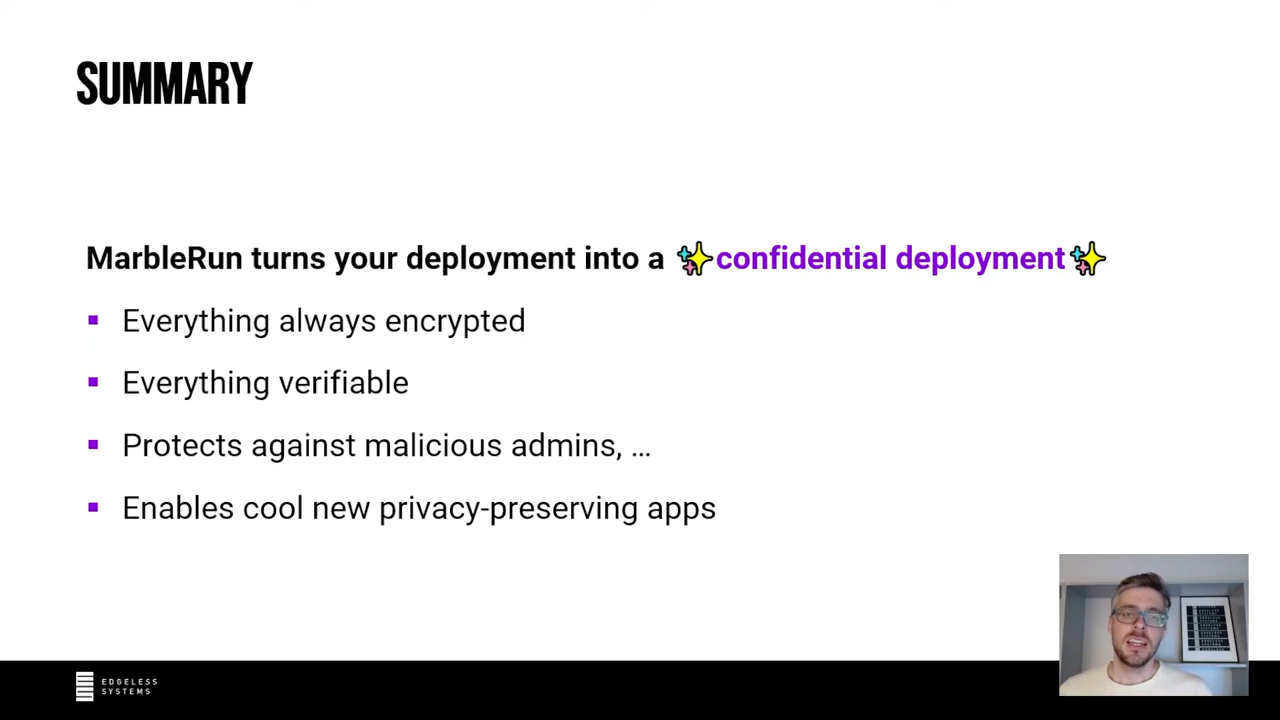 SUMMARY
MarbleRun turns your deployment into a ✨confidential deployment✨
▪ Everything always encrypted
▪ Everything verifiable
▪ Protects against malicious admins, ...
▪ Enables cool new privacy-preserving apps
EDGELESS
SYSTEMS